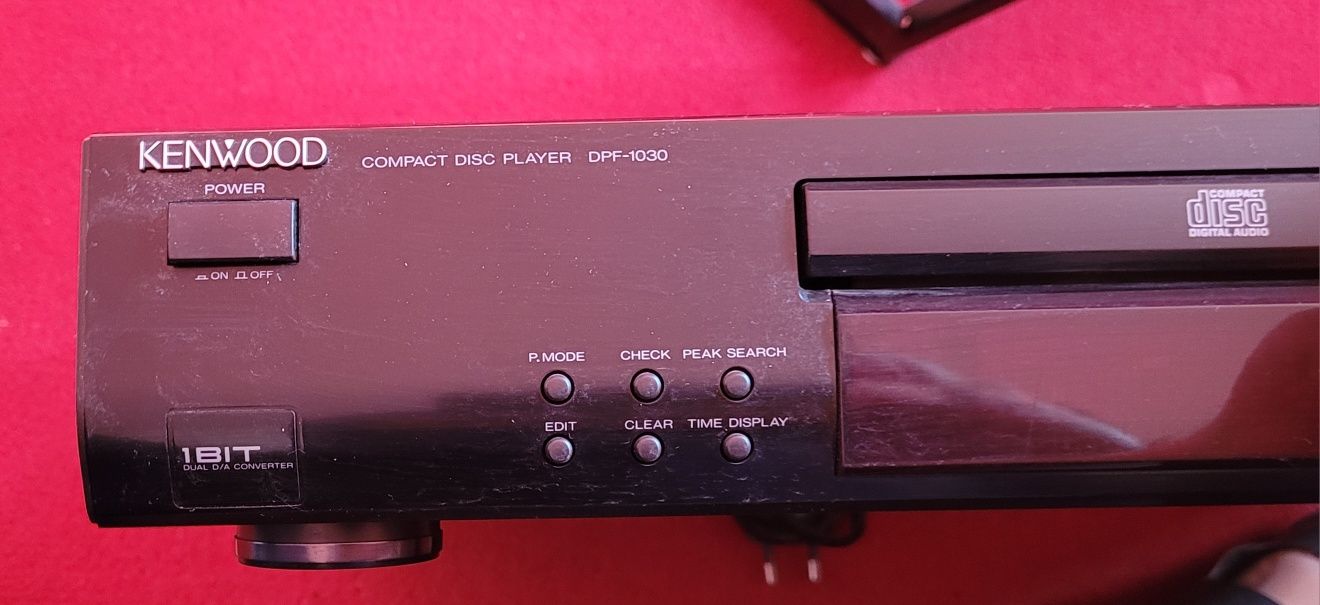 KENWOOD COMPACT DISC PLAYER DPF-1030
POWER
ON OFF
COMPACT
disc
DIGITAL AUDIO
P.MODE CHECK PEAK SEARCH
EDIT CLEAR TIME DISPLAY
1BIT
DUAL D/A CONVERTER